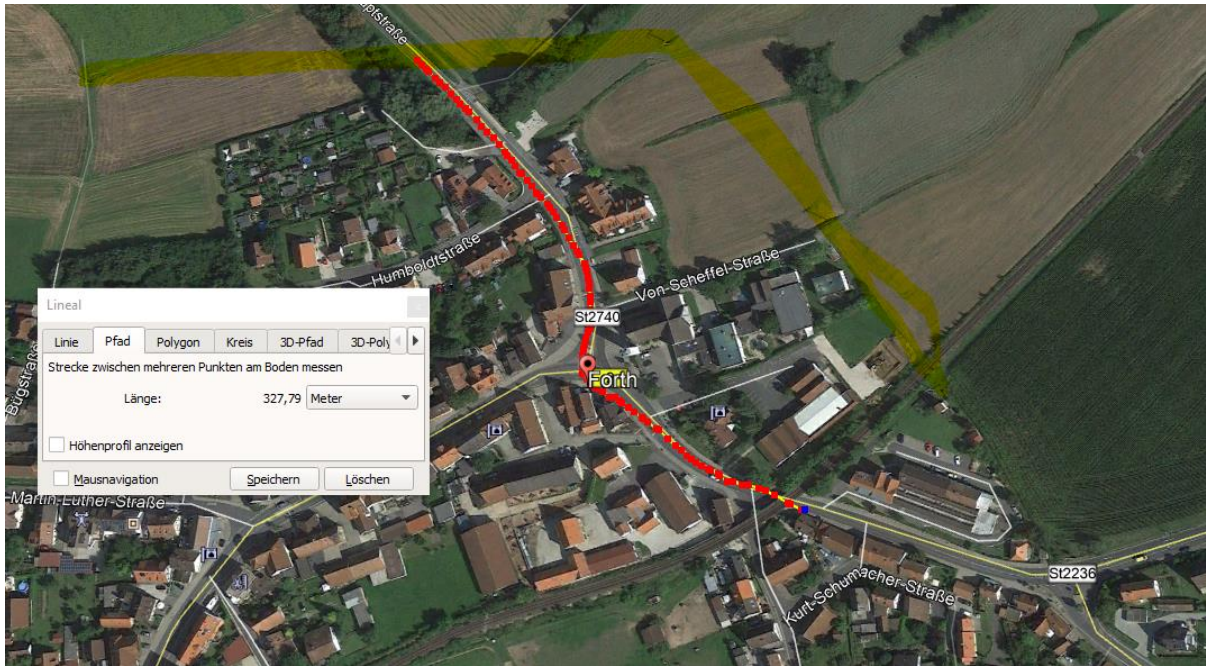 uptstraße
Humboldtstraße
Von-Scheffel-Straße
St2740
Forth
Bügstraße
Lineal
Linie Pfad Polygon Kreis 3D-Pfad 3D-Poly
Strecke zwischen mehreren Punkten am Boden messen
Länge: 327,79 Meter
Höhenprofil anzeigen
Mausnavigation Speichern Löschen
Martin-Luther-Straße
Kurt-Schumacher-Straße
St2236